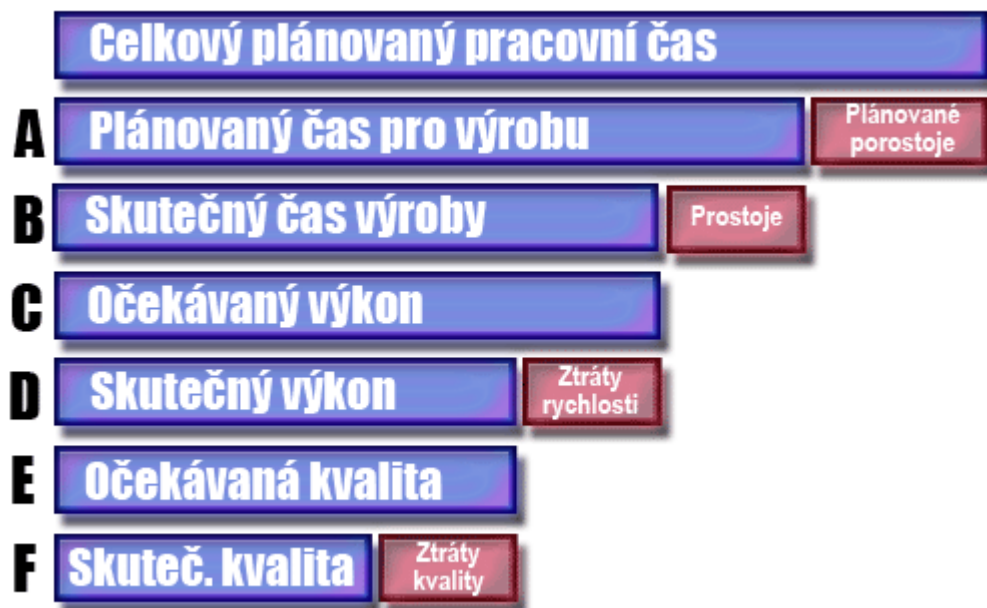 Celkový plánovaný pracovní čas
A
Plánovaný čas pro výrobu
Plánované
porostoje
B
Skutečný čas výroby
Prostoje
C
Očekávaný výkon
D
Skutečný výkon
Ztráty
rychlosti
E
Očekávaná kvalita
F
Skuteč. kvalita
Ztráty
kvality